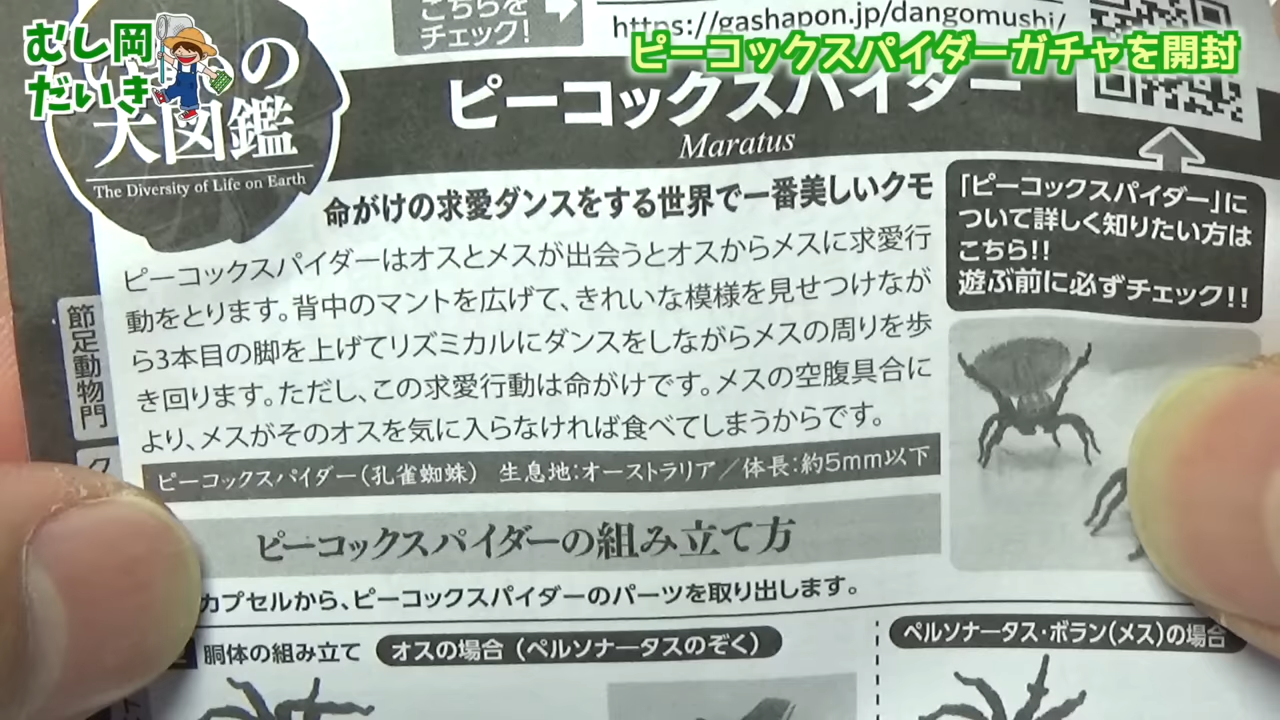 むし岡
だいき
ピーコックスパイダーガチャを開封
こちらを
チェック!
https://gashapon.jp/dangomushi/
の
大図鑑
The Diversity of Life on Earth
ピーコックスパイダー
Maratus
命がけの求愛ダンスをする世界で一番美しいクモ
ピーコックスパイダーはオスとメスが出会うとオスからメスに求愛行
動をとります。背中のマントを広げて、きれいな模様を見せつけなが
ら3本目の脚を上げてリズミカルにダンスをしながらメスの周りを歩
き回ります。ただし、この求愛行動は命がけです。メスの空腹具合に
より、メスがそのオスを気に入らなければ食べてしまうからです。
ピーコックスパイダー(孔雀蜘蛛) 生息地:オーストラリア/体長:約5mm以下
「ピーコックスパイダー」に
ついて詳しく知りたい方は
こちら!!
遊ぶ前に必ずチェック!!
節足動物門
ク
ピーコックスパイダーの組み立て方
カプセルから、ピーコックスパイダーのパーツを取り出します。
胴体の組み立て オスの場合(ペルソナータスのぞく)
ペルソナータス・ボラン(メス)の場合